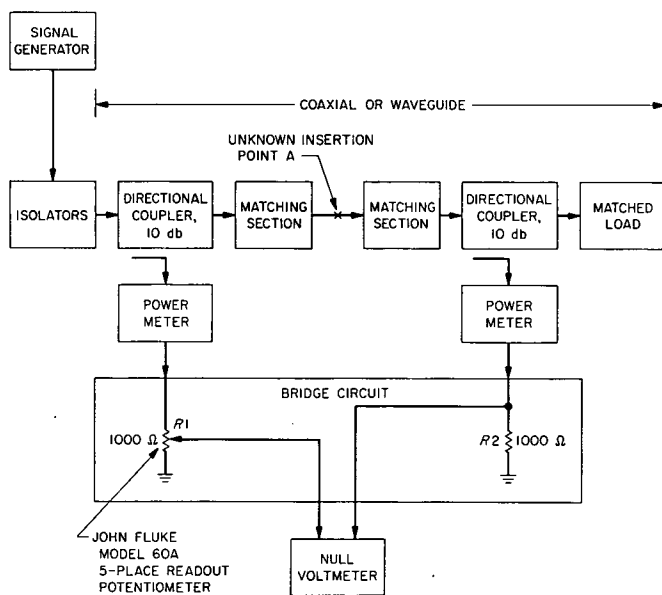 SIGNAL
GENERATOR
COAXIAL OR WAVEGUIDE
UNKNOWN INSERTION
POINT A
ISOLATORS
DIRECTIONAL
COUPLER,
10 db
MATCHING
SECTION
MATCHING
SECTION
DIRECTIONAL
COUPLER,
10 db
MATCHED
LOAD
POWER
METER
POWER
METER
BRIDGE CIRCUIT
R1
1000 Ω
R2 1000 Ω
JOHN FLUKE
MODEL 60A
5-PLACE READOUT
POTENTIOMETER
NULL
VOLTMETER